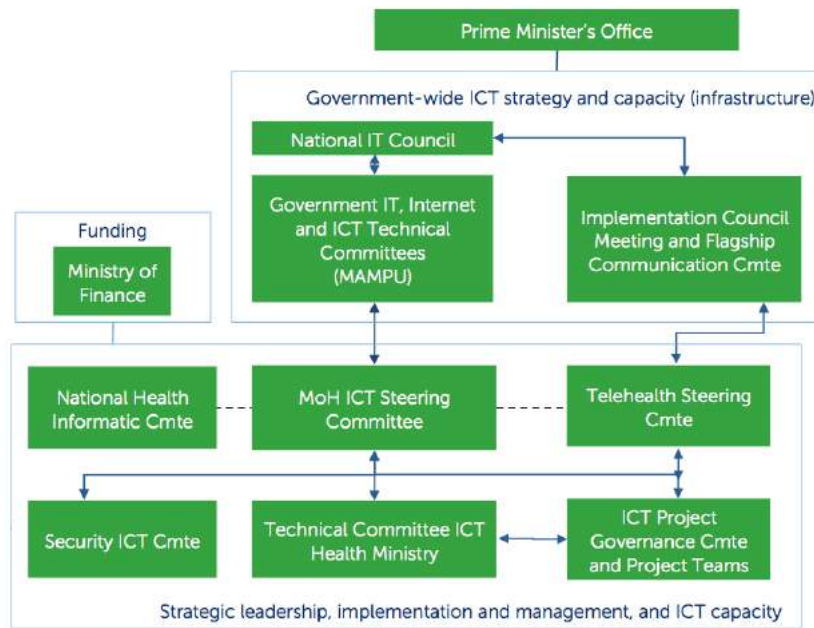 Prime Minister's Office
Government-wide ICT strategy and capacity (infrastructure)
National IT Council
Government IT, Internet
and ICT Technical
Committees
(MAMPU)
Implementation Council
Meeting and Flagship
Communication Cmte
Funding
Ministry of
Finance
National Health
Informatic Cmte
MoH ICT Steering
Committee
Telehealth Steering
Cmte
Security ICT Cmte
Technical Committee ICT
Health Ministry
ICT Project
Governance Cmte
and Project Teams
Strategic leadership, implementation and management, and ICT capacity